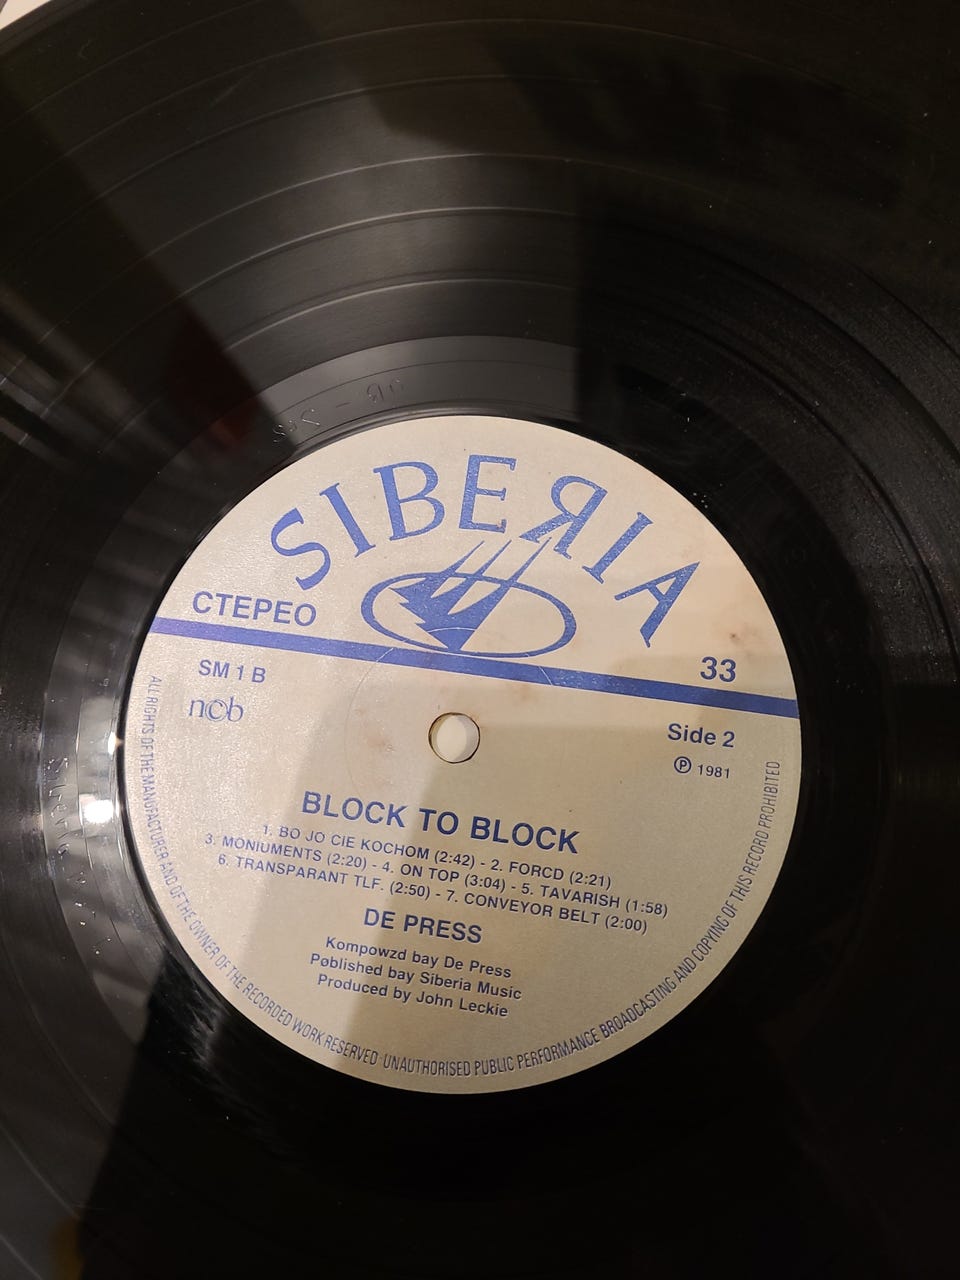 SIBEЯIA
СТЕРЕО
33
SM 1 B
n©b
Side 2
℗ 1981
BLOCK TO BLOCK
1. BO JO CIE KOCHOM (2:42) - 2. FORCD (2:21)
3. MONIUMENTS (2:20) - 4. ON TOP (3:04) - 5. TAVARISH (1:58)
6. TRANSPARANT TLF. (2:50) - 7. CONVEYOR BELT (2:00)
DE PRESS
Kompowzd bay De Press
Pøblished bay Siberia Music
Produced by John Leckie
ALL RIGHTS OF THE MANUFACTURER AND OF THE OWNER OF THE RECORDED WORK RESERVED UNAUTHORISED PUBLIC PERFORMANCE BROADCASTING AND COPYING OF THIS RECORD PROHIBITED